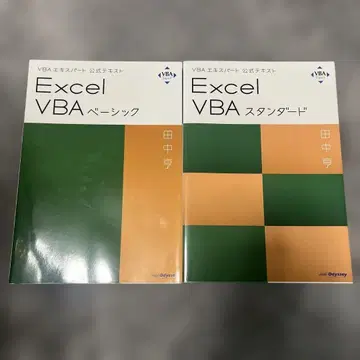 VBAエキスパート 公式テキスト
VBA
Excel
VBA ベーシック
田中亨
Odyssey
VBAエキスパート 公式テキスト
VBA
Excel
VBA スタンダード
田中亨
Odyssey